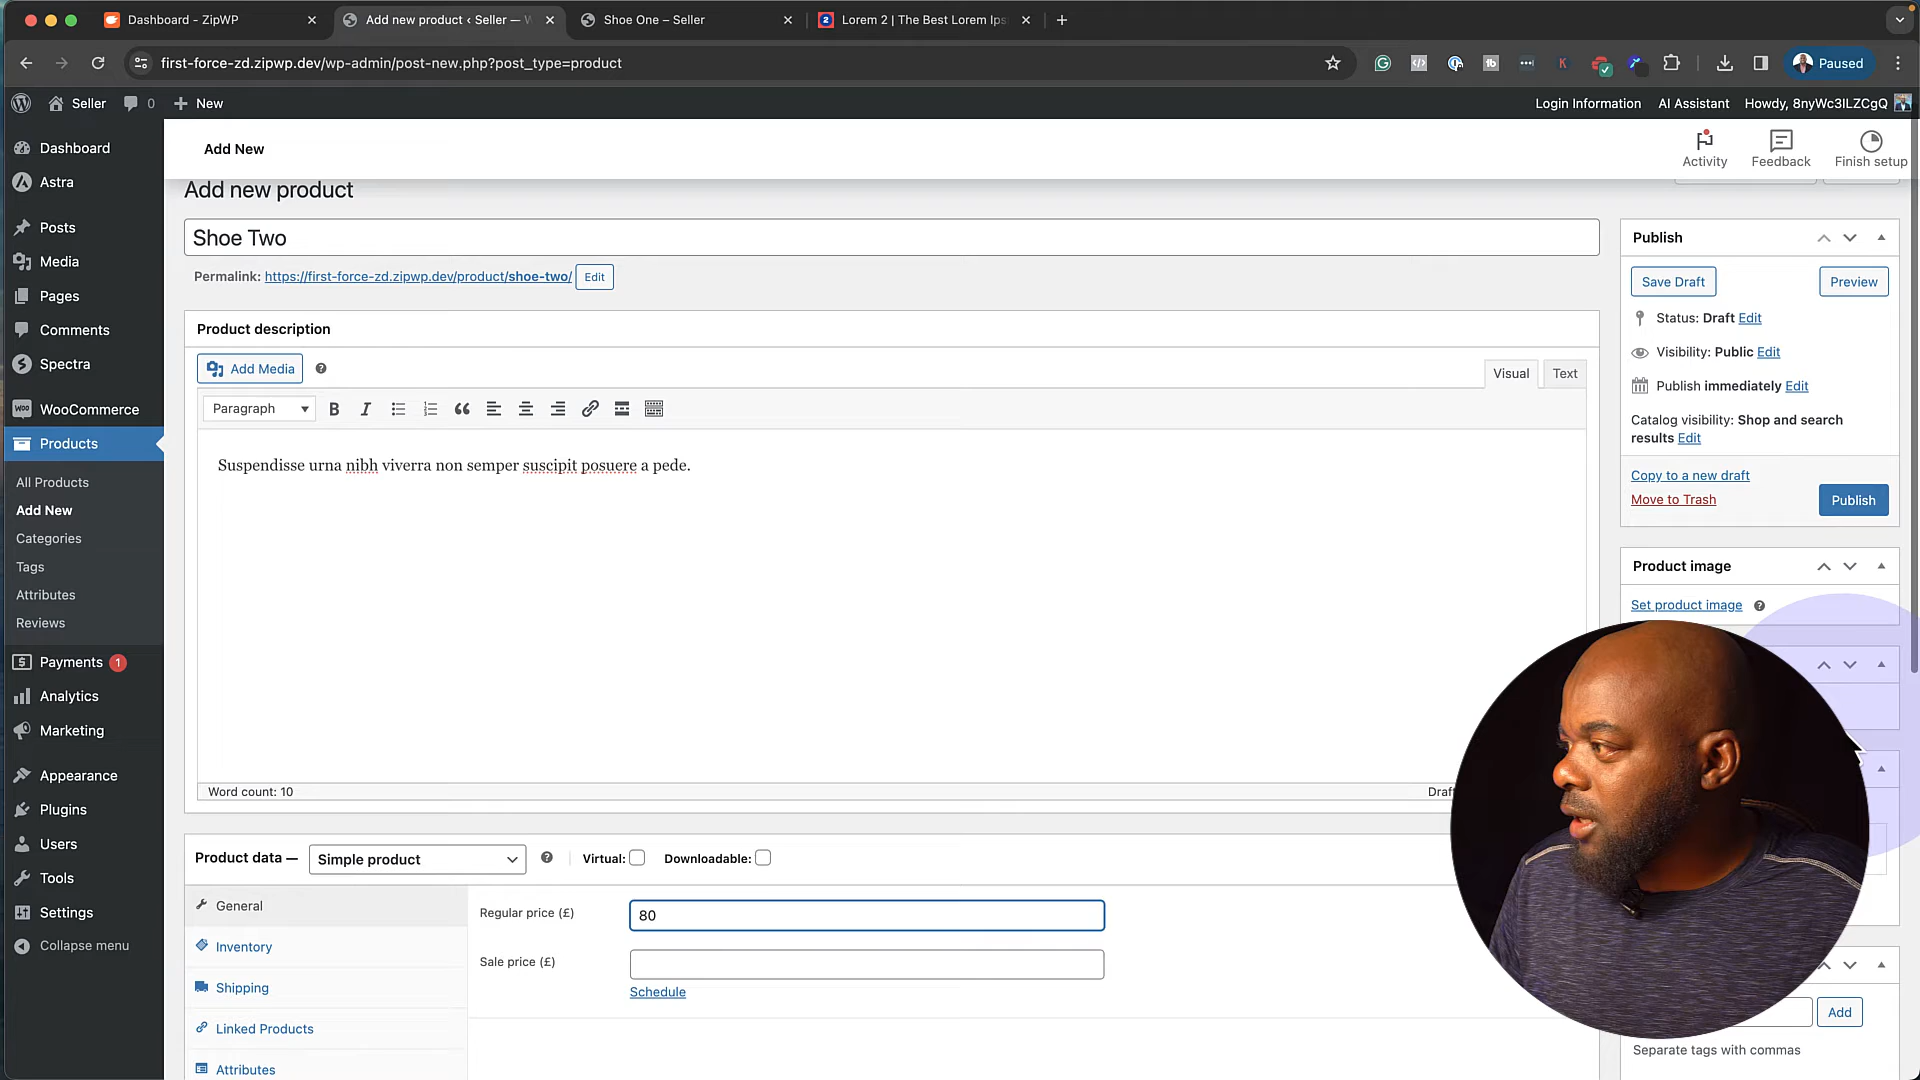 Dashboard - ZipWP
Add new product ‹ Seller — W
Shoe One – Seller
Lorem 2 | The Best Lorem Ips
first-force-zd.zipwp.dev/wp-admin/post-new.php?post_type=product
Paused
Seller
0
New
Login Information
AI Assistant
Howdy, 8nyWc3lLZCgQ
Dashboard
Astra
Posts
Media
Pages
Comments
Spectra
WooCommerce
Products
All Products
Add New
Categories
Tags
Attributes
Reviews
Payments 1
Analytics
Marketing
Appearance
Plugins
Users
Tools
Settings
Collapse menu
Add New
Activity
Feedback
Finish setup
Add new product
Shoe Two
Permalink: https://first-force-zd.zipwp.dev/product/shoe-two/ Edit
Product description
Add Media
Visual
Text
Paragraph
Suspendisse urna nibh viverra non semper suscipit posuere a pede.
Word count: 10
Draf
Product data —
Simple product
Virtual:
Downloadable:
General
Inventory
Shipping
Linked Products
Attributes
Regular price (£)
80
Sale price (£)
Schedule
Publish
Save Draft
Preview
Status: Draft Edit
Visibility: Public Edit
Publish immediately Edit
Catalog visibility: Shop and search
results Edit
Copy to a new draft
Move to Trash
Publish
Product image
Set product image
Add
Separate tags with commas